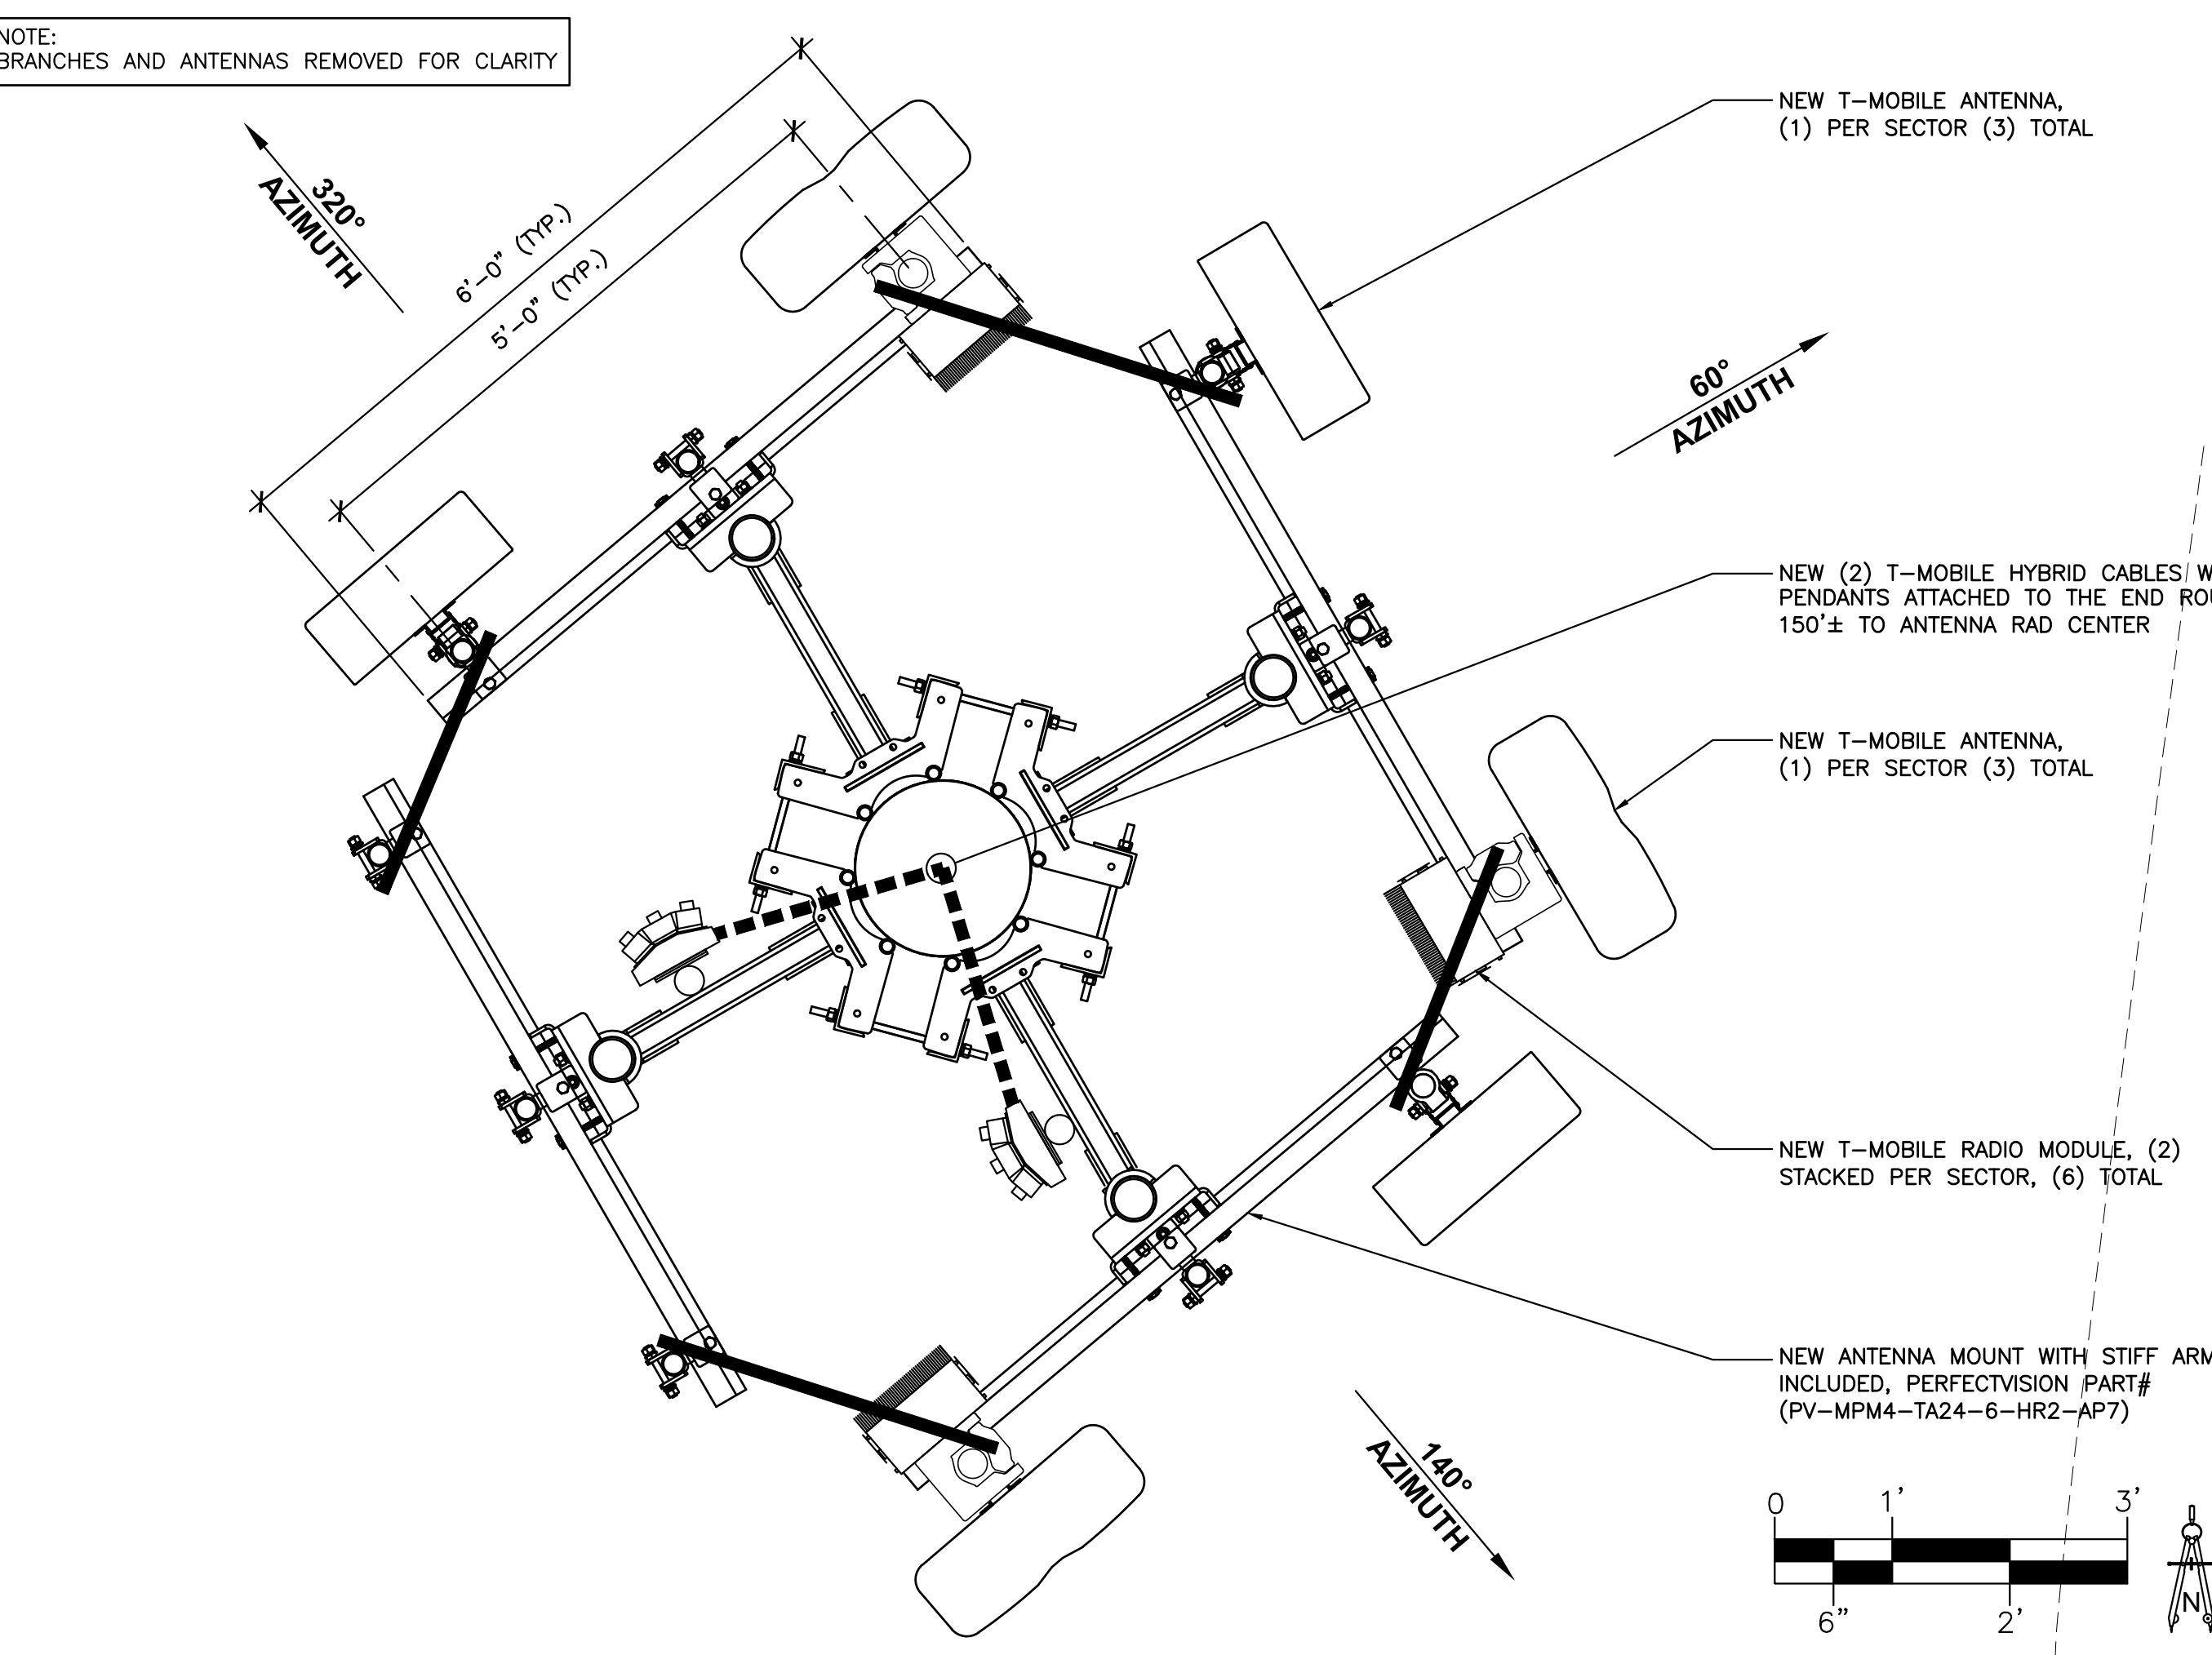 NOTE:
BRANCHES AND ANTENNAS REMOVED FOR CLARITY
320°
AZIMUTH
6'-0" (TYP.)
5'-0" (TYP.)
NEW T-MOBILE ANTENNA,
(1) PER SECTOR (3) TOTAL
60°
AZIMUTH
NEW (2) T-MOBILE HYBRID CABLES
PENDANTS ATTACHED TO THE END
150'± TO ANTENNA RAD CENTER
NEW T-MOBILE ANTENNA,
(1) PER SECTOR (3) TOTAL
NEW T-MOBILE RADIO MODULE, (2)
STACKED PER SECTOR, (6) TOTAL
NEW ANTENNA MOUNT WITH STIFF ARM
INCLUDED, PERFECTVISION PART#
(PV-MPM4-TA24-6-HR2-AP7)
140°
AZIMUTH
0 1' 3'
6" 2'
N